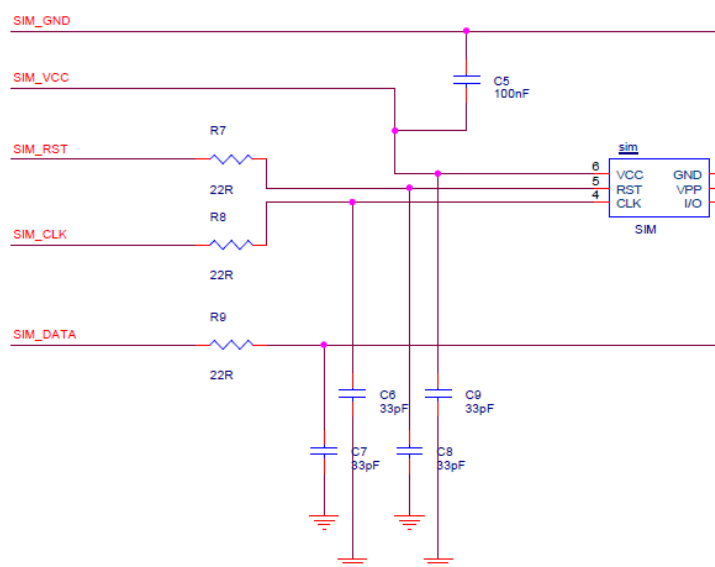 SIM_GND
C5
100nF
SIM_VCC
R7
SIM_RST
22R
R8
SIM_CLK
22R
sim
6
5
4
VCC
RST
CLK
GND
VPP
I/O
SIM
R9
SIM_DATA
22R
C6
33pF
C9
33pF
C7
33pF
C8
33pF